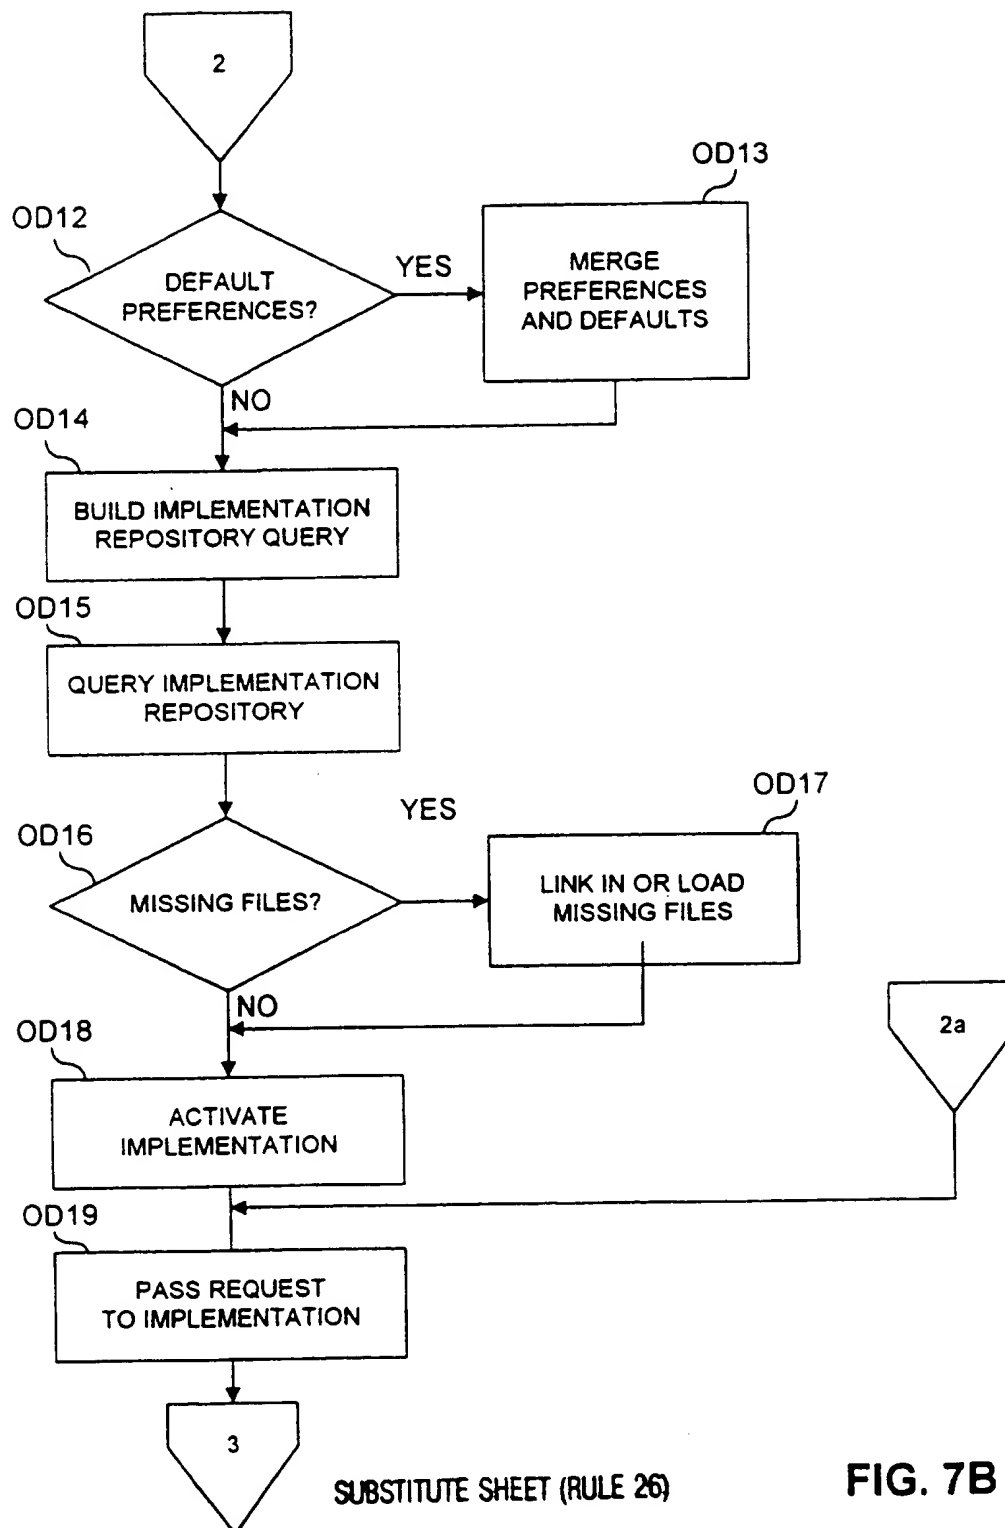 2
OD13
OD12
DEFAULT
PREFERENCES?
YES
MERGE
PREFERENCES
AND DEFAULTS
NO
OD14
BUILD IMPLEMENTATION
REPOSITORY QUERY
OD15
QUERY IMPLEMENTATION
REPOSITORY
OD17
YES
OD16
MISSING FILES?
LINK IN OR LOAD
MISSING FILES
NO
2a
OD18
ACTIVATE
IMPLEMENTATION
OD19
PASS REQUEST
TO IMPLEMENTATION
3
SUBSTITUTE SHEET (RULE 26)
FIG. 7B